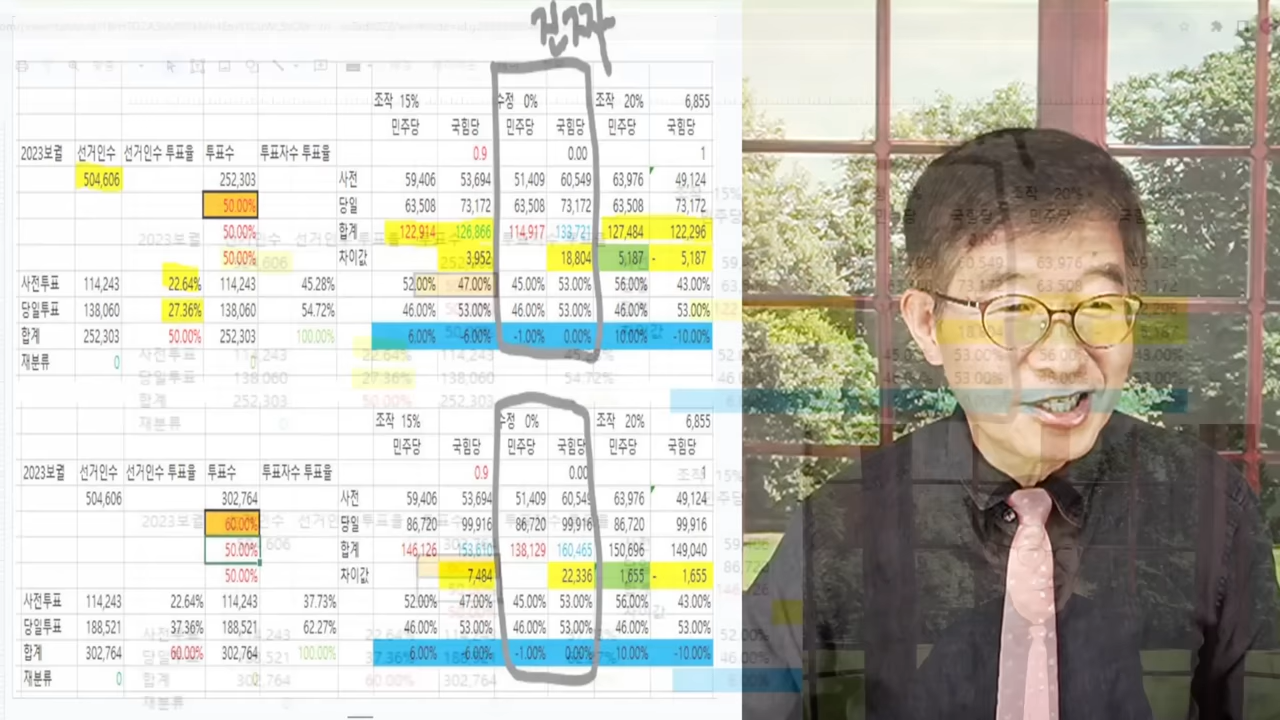 진짜
조작 15% 수정 0% 조작 20% 6,855
민주당 국힘당 민주당 국힘당 민주당 국힘당
2023보궐 선거인수 선거인수 투표율 투표수 투표자수 투표율 0.9 0.00 1
504,606 252,303 사전 59,406 53,694 51,409 60,549 63,976 49,124
50.00% 당일 63,508 73,172 63,508 73,172 63,508 73,172
50.00% 합계 122,914 126,866 114,917 133,721 127,484 122,296
50.00% 차이값 3,952 18,804 5,187 - 5,187
사전투표 114,243 22.64% 114,243 45.28% 52.00% 47.00% 45.00% 53.00% 56.00% 43.00%
당일투표 138,060 27.36% 138,060 54.72% 46.00% 53.00% 46.00% 53.00% 46.00% 53.00%
합계 252,303 50.00% 252,303 100.00% 6.00% -6.00% -1.00% 0.00% 10.00% -10.00%
재분류 0 0
조작 15% 수정 0% 조작 20% 6,855
민주당 국힘당 민주당 국힘당 민주당 국힘당
2023보궐 선거인수 선거인수 투표율 투표수 투표자수 투표율 0.9 0.00 1
504,606 302,764 사전 59,406 53,694 51,409 60,549 63,976 49,124
60.00% 당일 86,720 99,916 86,720 99,916 86,720 99,916
50.00% 합계 146,126 153,610 138,129 160,465 150,696 149,040
50.00% 차이값 7,484 22,336 1,655 - 1,655
사전투표 114,243 22.64% 114,243 37.73% 52.00% 47.00% 45.00% 53.00% 56.00% 43.00%
당일투표 188,521 37.36% 188,521 62.27% 46.00% 53.00% 46.00% 53.00% 46.00% 53.00%
합계 302,764 60.00% 302,764 100.00% 6.00% -6.00% -1.00% 0.00% 10.00% -10.00%
재분류 0 0